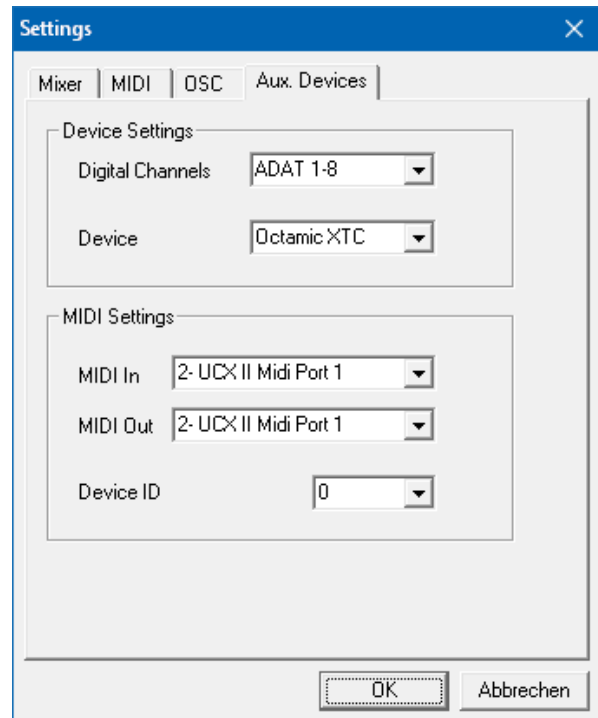 Settings
Mixer MIDI OSC Aux. Devices
Device Settings
Digital Channels ADAT 1-8
Device Octamic XTC
MIDI Settings
MIDI In 2- UCX II Midi Port 1
MIDI Out 2- UCX II Midi Port 1
Device ID 0
OK Abbrechen